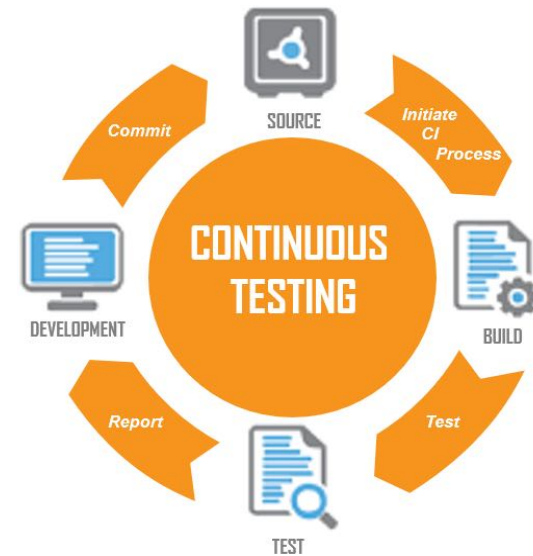 SOURCE
Commit
Initiate
CI
Process
CONTINUOUS
TESTING
DEVELOPMENT
BUILD
Report
Test
TEST